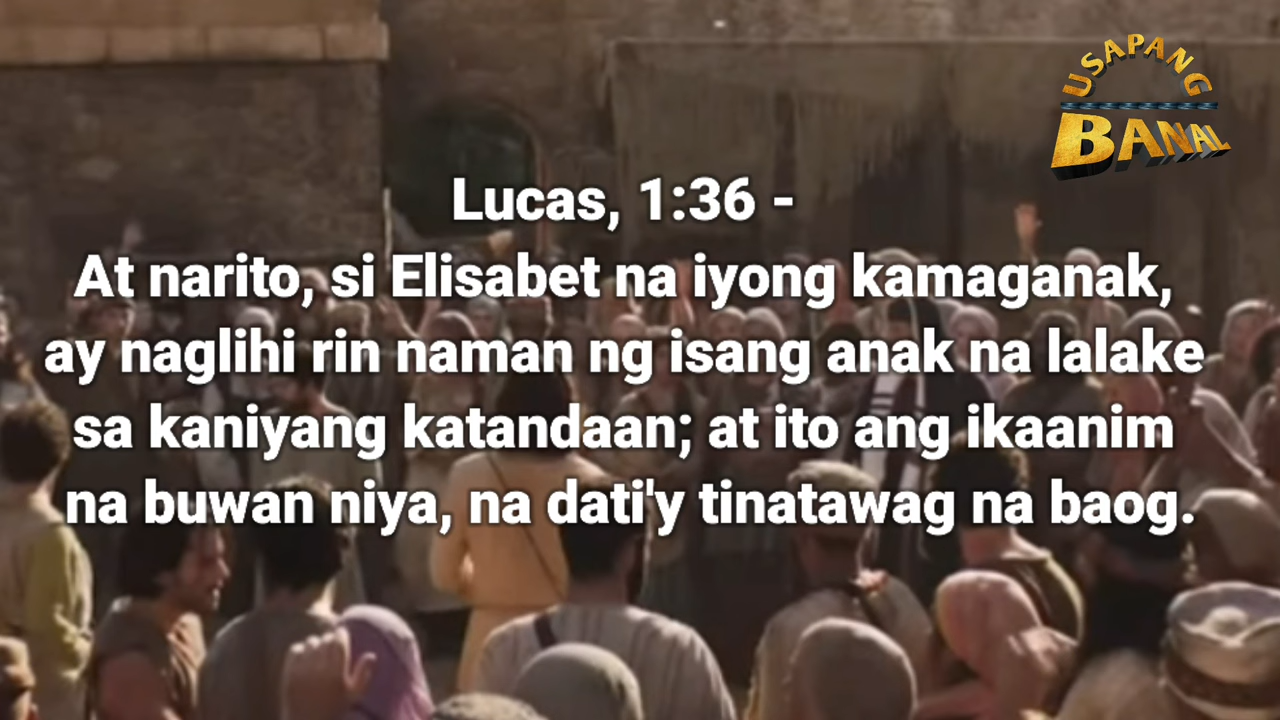 USAPANG
BANAL
Lucas, 1:36 -
At narito, si Elisabet na iyong kamaganak,
ay naglihi rin naman ng isang anak na lalake
sa kaniyang katandaan; at ito ang ikaanim
na buwan niya, na dati'y tinatawag na baog.